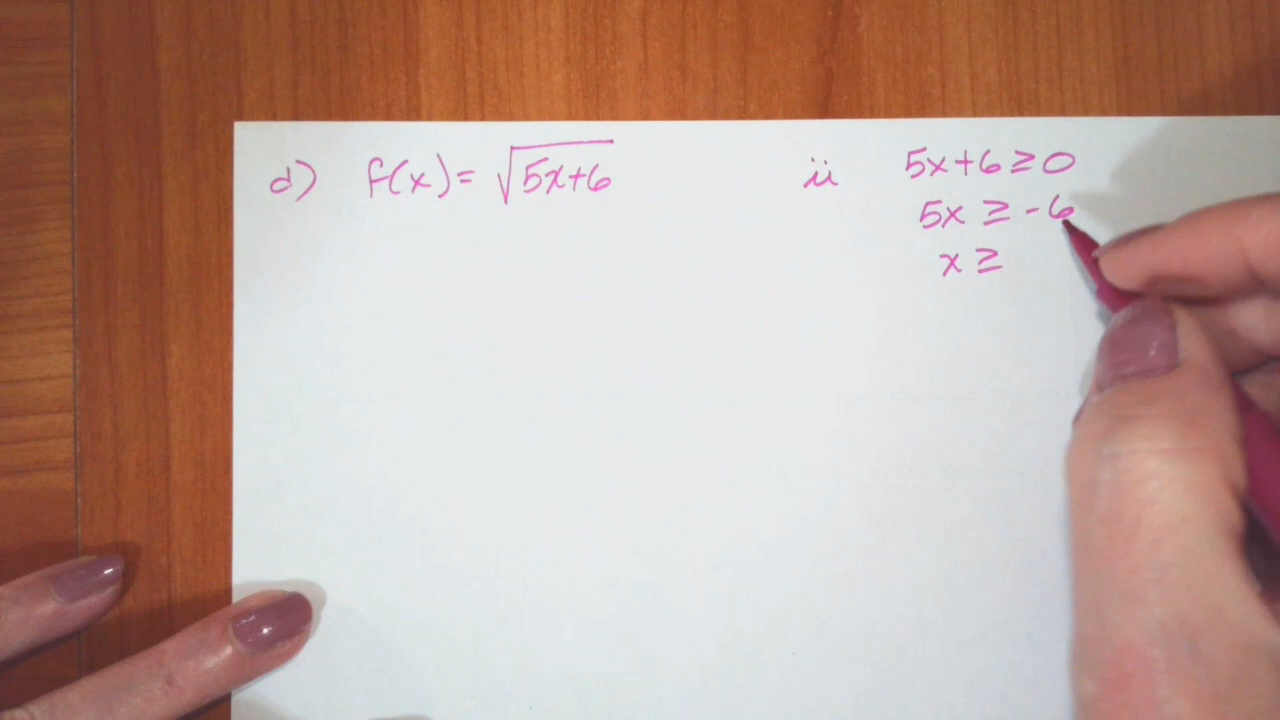 d) f(x) = √5x+6 ii 5x+6 ≥ 0
5x ≥ -6
x ≥